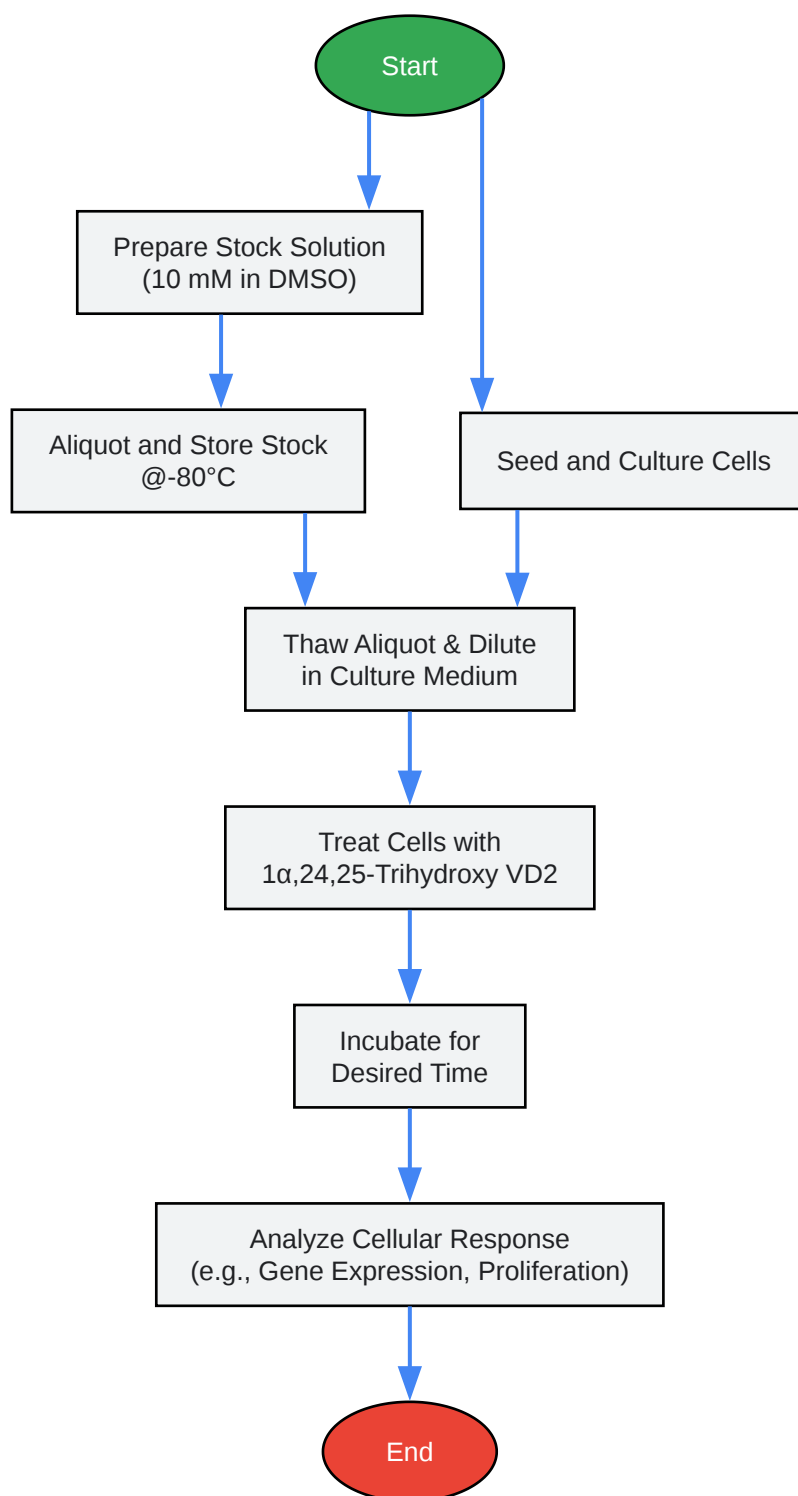 Start
Prepare Stock Solution
(10 mM in DMSO)
Aliquot and Store Stock
@-80°C
Seed and Culture Cells
Thaw Aliquot & Dilute
in Culture Medium
Treat Cells with
1α,24,25-Trihydroxy VD2
Incubate for
Desired Time
Analyze Cellular Response
(e.g., Gene Expression, Proliferation)
End